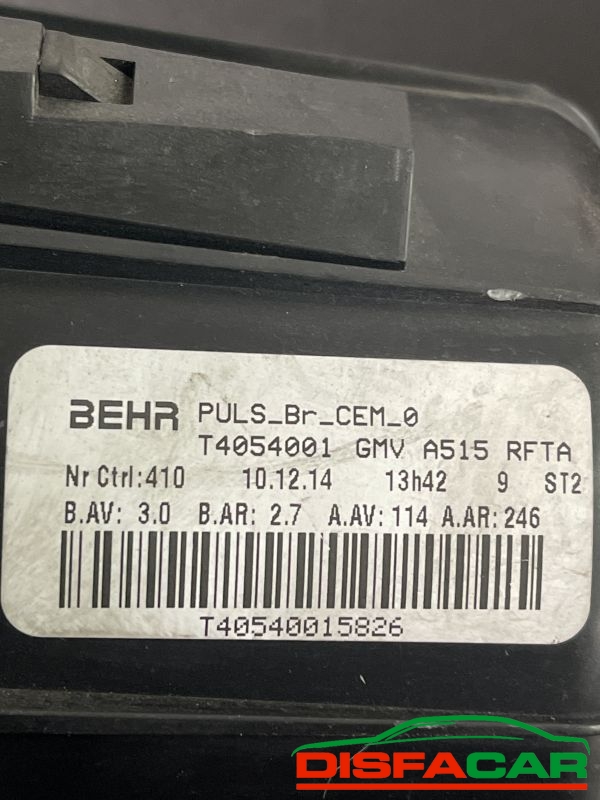 BEHR PULS_Br_CEM_0
T4054001 GMV A515 RFTA
Nr Ctrl:410 10.12.14 13h42 9 ST2
B.AV: 3.0 B.AR: 2.7 A.AV: 114 A.AR: 246
T40540015826
DISFACAR